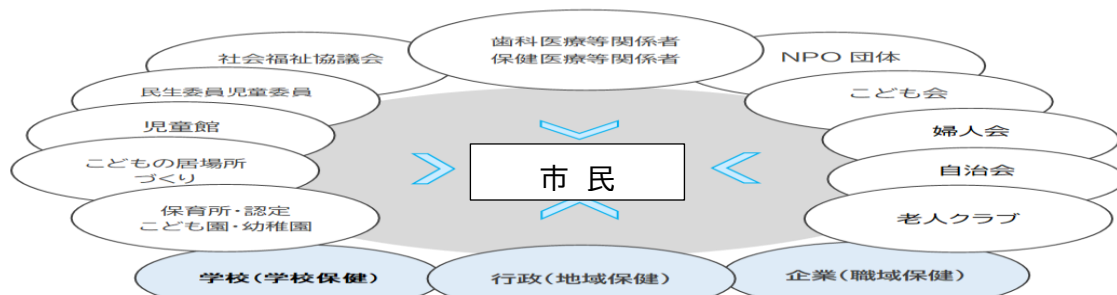 歯科医療等関係者
保健医療等関係者
社会福祉協議会
NPO 団体
民生委員児童委員
こども会
児童館
婦人会
こどもの居場所
づくり
市 民
自治会
保育所・認定
こども園・幼稚園
老人クラブ
学校(学校保健)
行政(地域保健)
企業(職域保健)